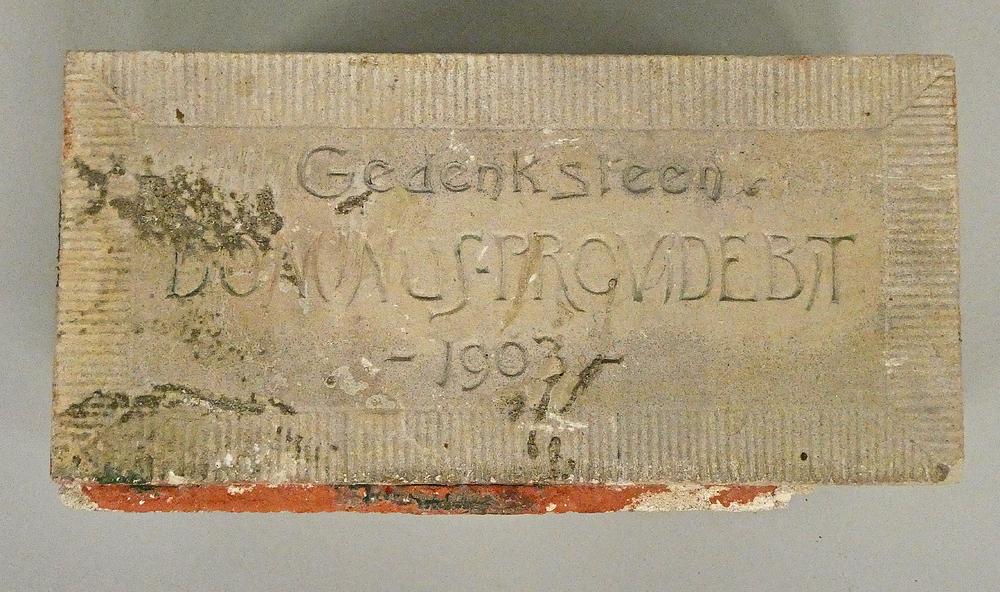 Gedenksteen
DOMINUS-PROVIDEBIT
- 1903 -